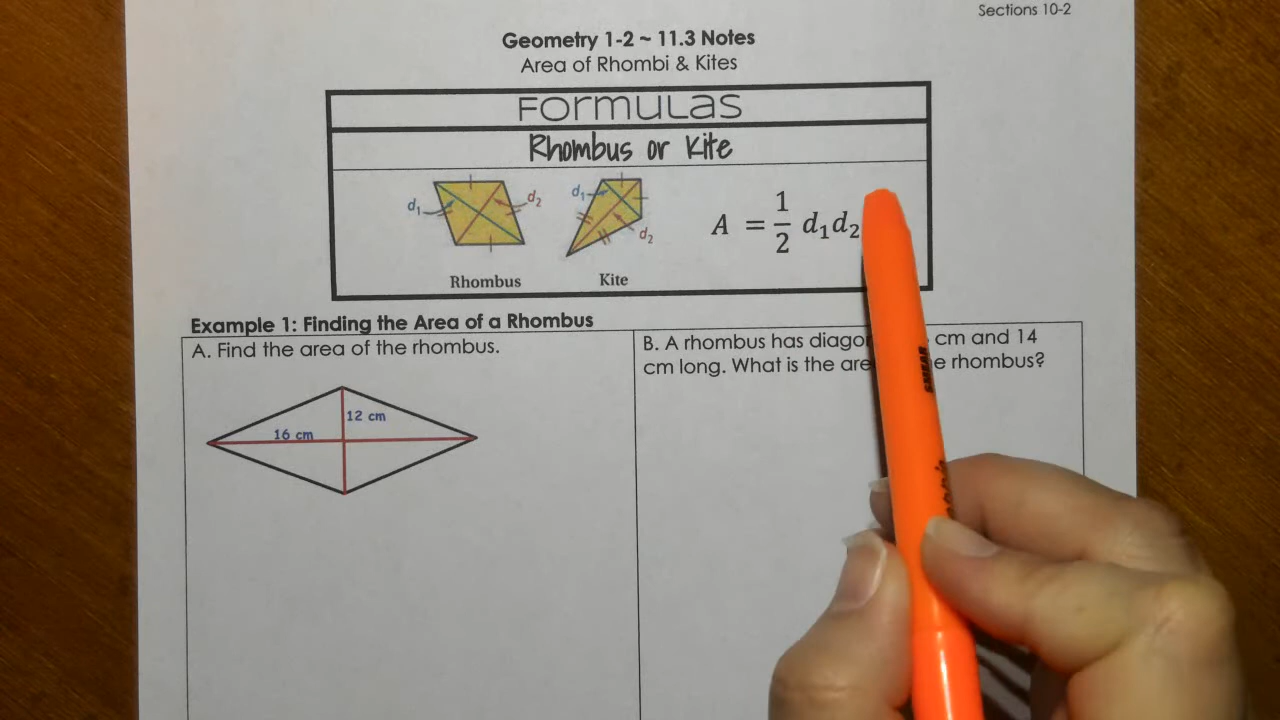 Sections 10-2
Geometry 1-2 ~ 11.3 Notes
Area of Rhombi & Kites
Formulas
Rhombus or Kite
d₁ d₂ d₁ d₂
A = 1/2 d₁d₂
Rhombus Kite
Example 1: Finding the Area of a Rhombus
A. Find the area of the rhombus.
12 cm
16 cm
B. A rhombus has cm and 14
cm long. What is the rhombus?